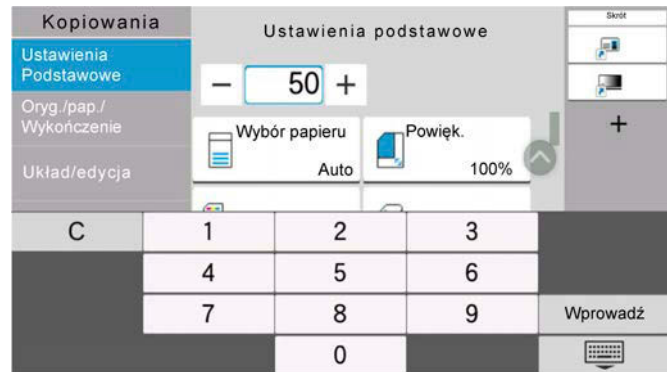 Kopiowania
Ustawienia podstawowe
Skrót
Ustawienia
Podstawowe
Oryg./pap./
Wykończenie
Układ/edycja
− 50 +
Wybór papieru
Auto
Powięk.
100%
+
C 1 2 3
4 5 6
7 8 9 Wprowadź
0